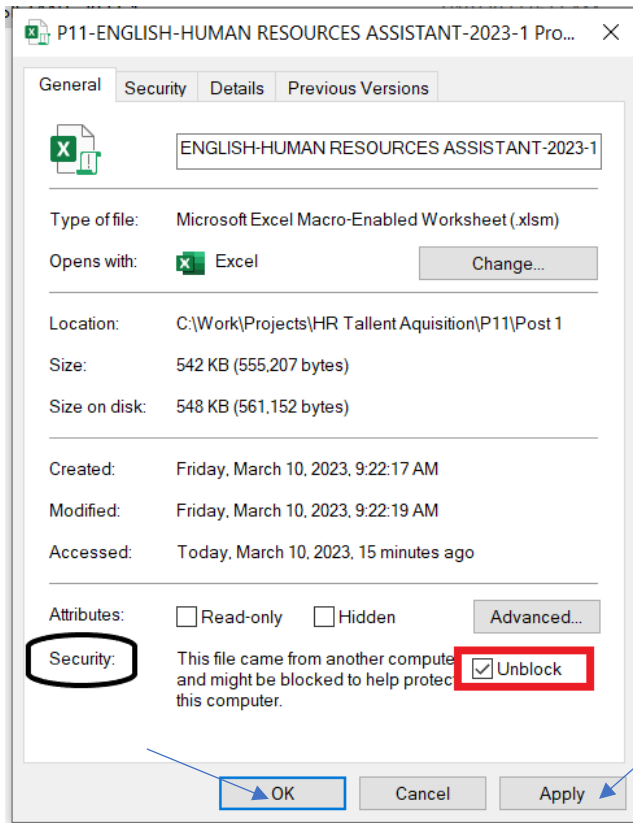 P11-ENGLISH-HUMAN RESOURCES ASSISTANT-2023-1 Pro...
General Security Details Previous Versions
ENGLISH-HUMAN RESOURCES ASSISTANT-2023-1
Type of file: Microsoft Excel Macro-Enabled Worksheet (.xlsm)
Opens with: Excel Change...
Location: C:\Work\Projects\HR Tallent Aquisition\P11\Post 1
Size: 542 KB (555,207 bytes)
Size on disk: 548 KB (561,152 bytes)
Created: Friday, March 10, 2023, 9:22:17 AM
Modified: Friday, March 10, 2023, 9:22:19 AM
Accessed: Today, March 10, 2023, 15 minutes ago
Attributes: Read-only Hidden Advanced...
Security: This file came from another compute Unblock
and might be blocked to help protec
this computer.
OK Cancel Apply